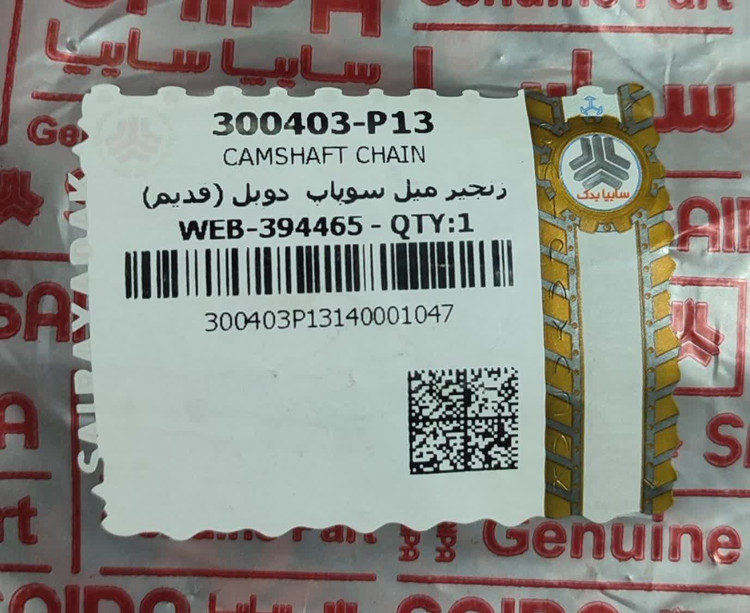 300403-P13
CAMSHAFT CHAIN
زنجیر میل سوپاپ دوبل (قدیم)
WEB-394465 - QTY:1
300403P13140001047
سایپا یدک
SAIPAYADAK
Genuine Part
سایپا
سایپا
Genuine